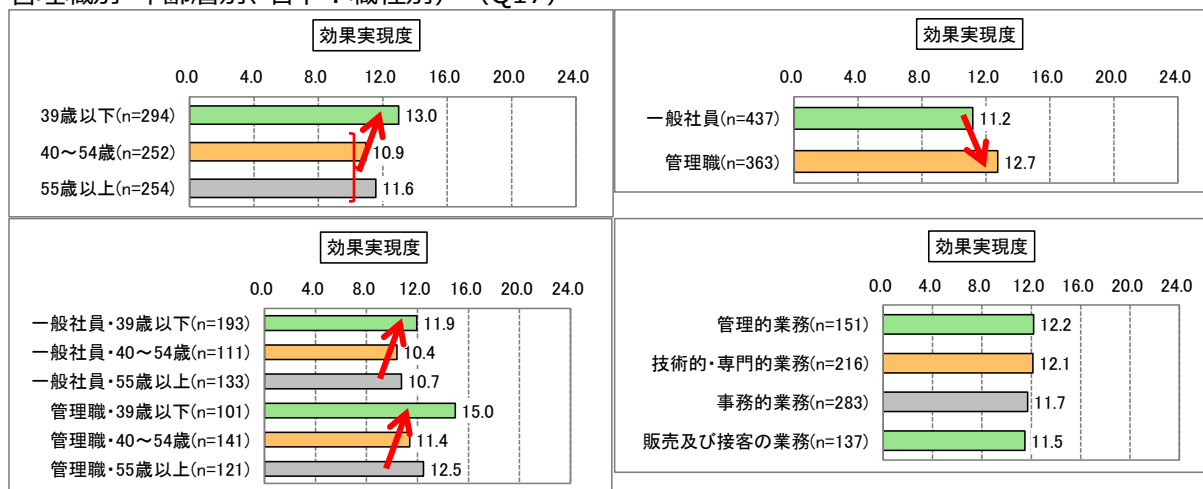 効果実現度
0.0 4.0 8.0 12.0 16.0 20.0 24.0
39歳以下(n=294) 13.0
40～54歳(n=252) 10.9
55歳以上(n=254) 11.6
効果実現度
0.0 4.0 8.0 12.0 16.0 20.0 24.0
一般社員(n=437) 11.2
管理職(n=363) 12.7
効果実現度
0.0 4.0 8.0 12.0 16.0 20.0 24.0
一般社員・39歳以下(n=193) 11.9
一般社員・40～54歳(n=111) 10.4
一般社員・55歳以上(n=133) 10.7
管理職・39歳以下(n=101) 15.0
管理職・40～54歳(n=141) 11.4
管理職・55歳以上(n=121) 12.5
効果実現度
0.0 4.0 8.0 12.0 16.0 20.0 24.0
管理的業務(n=151) 12.2
技術的・専門的業務(n=216) 12.1
事務的業務(n=283) 11.7
販売及び接客の業務(n=137) 11.5